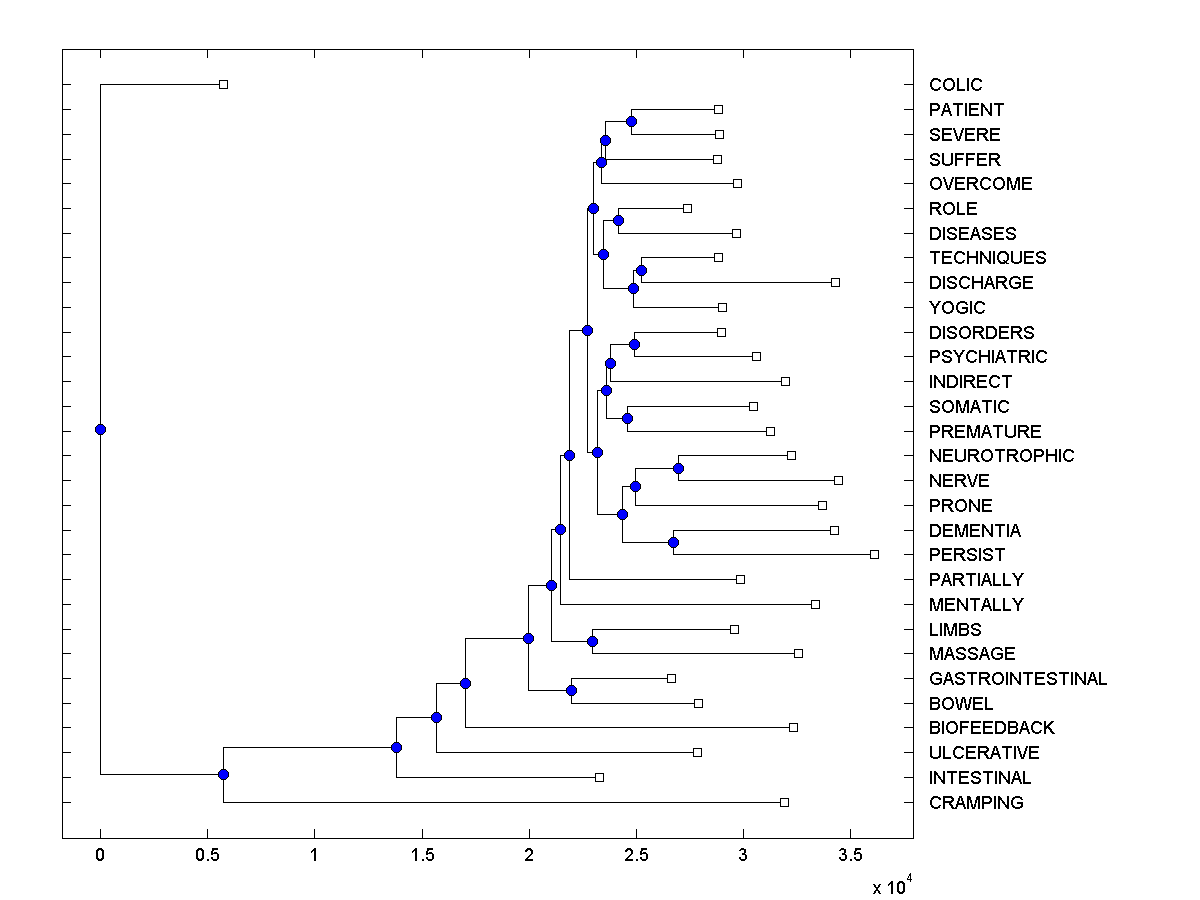 COLIC
PATIENT
SEVERE
SUFFER
OVERCOME
ROLE
DISEASES
TECHNIQUES
DISCHARGE
YOGIC
DISORDERS
PSYCHIATRIC
INDIRECT
SOMATIC
PREMATURE
NEUROTROPHIC
NERVE
PRONE
DEMENTIA
PERSIST
PARTIALLY
MENTALLY
LIMBS
MASSAGE
GASTROINTESTINAL
BOWEL
BIOFEEDBACK
ULCERATIVE
INTESTINAL
CRAMPING
0 0.5 1 1.5 2 2.5 3 3.5
x 10^4